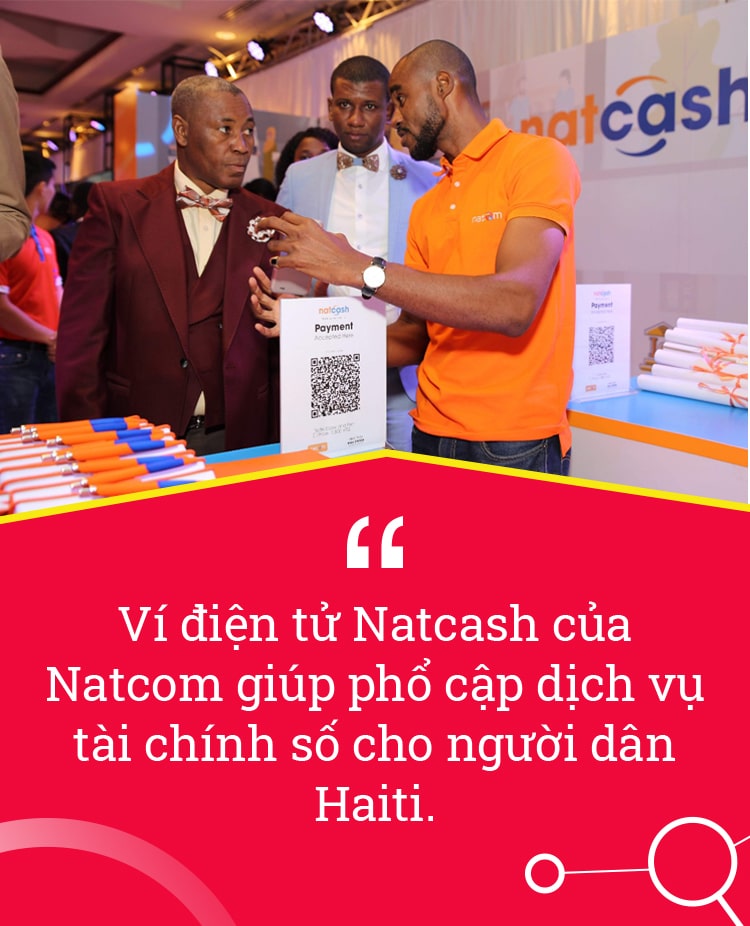 natcash
natcom
natcash
Payment
Accepted Here
natcash
“
Ví điện tử Natcash của
Natcom giúp phổ cập dịch vụ
tài chính số cho người dân
Haiti.